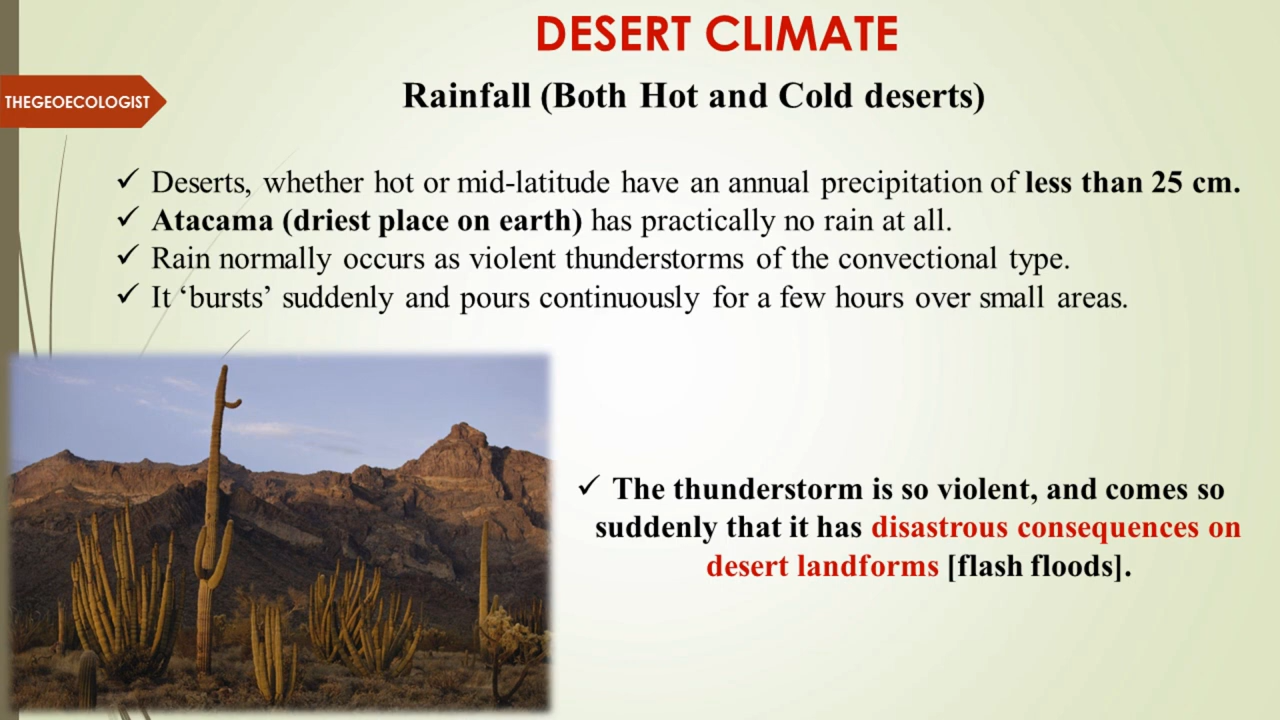 DESERT CLIMATE
THEGEOECOLOGIST
Rainfall (Both Hot and Cold deserts)
✓ Deserts, whether hot or mid-latitude have an annual precipitation of less than 25 cm.
✓ Atacama (driest place on earth) has practically no rain at all.
✓ Rain normally occurs as violent thunderstorms of the convectional type.
✓ It ‘bursts’ suddenly and pours continuously for a few hours over small areas.
✓ The thunderstorm is so violent, and comes so
suddenly that it has disastrous consequences on
desert landforms [flash floods].